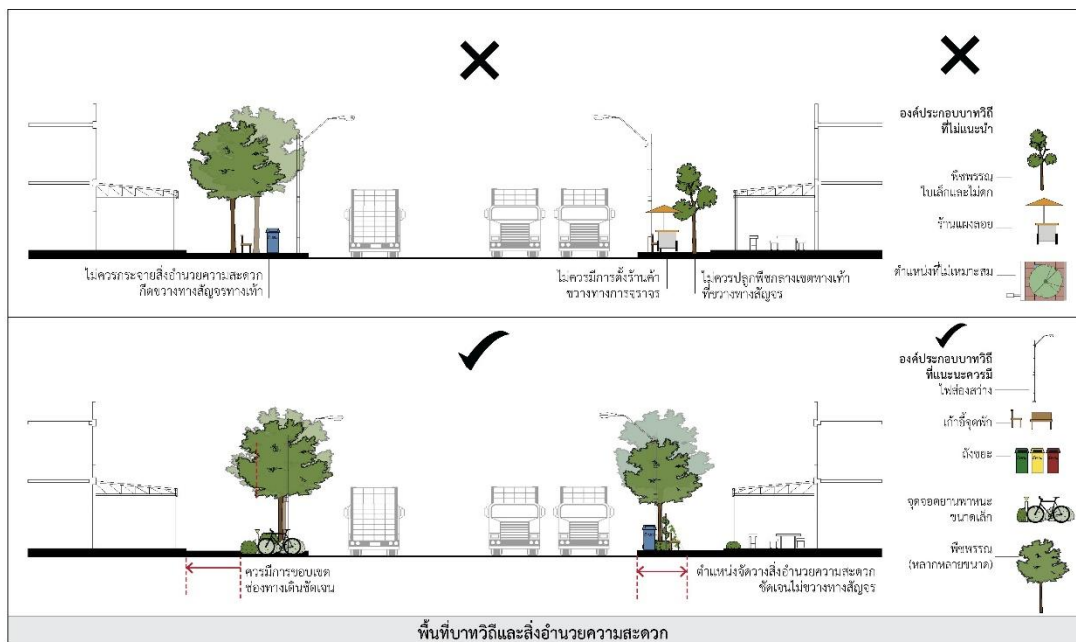 องค์ประกอบบาทวิถี
ที่ไม่แนะนำ
พืชพรรณ
ใบเล็กและไม่ดก
ร้านแผงลอย
ตำแหน่งที่ไม่เหมาะสม
ไม่ควรกระจายสิ่งอำนวยความสะดวก
กีดขวางทางสัญจรทางเท้า
ไม่ควรมีการตั้งร้านค้า
ขวางทางการจราจร
ไม่ควรปลูกพืชกลางเขตทางเท้า
ที่ขวางทางสัญจร
องค์ประกอบบาทวิถี
ที่แนะนะควรมี
ไฟส่องสว่าง
เก้าอี้จุดพัก
ถังขยะ
จุดจอดยานพาหนะ
ขนาดเล็ก
พืชพรรณ
(หลากหลายขนาด)
ควรมีการขอบเขต
ช่องทางเดินชัดเจน
ตำแหน่งจัดวางสิ่งอำนวยความสะดวก
ชัดเจนไม่ขวางทางสัญจร
พื้นที่บาทวิถีและสิ่งอำนวยความสะดวก